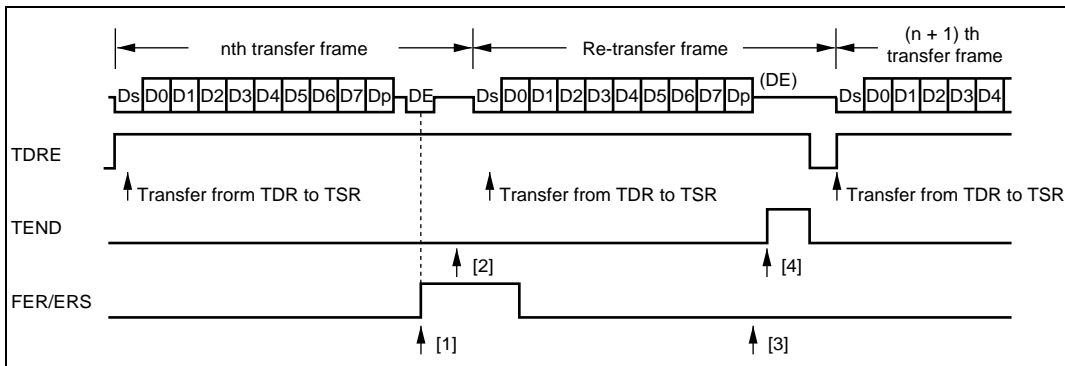 nth transfer frame
Re-transfer frame
(n + 1) th
transfer frame
Ds D0 D1 D2 D3 D4 D5 D6 D7 Dp DE Ds D0 D1 D2 D3 D4 D5 D6 D7 Dp (DE) Ds D0 D1 D2 D3 D4
TDRE
Transfer frorm TDR to TSR
Transfer from TDR to TSR
Transfer from TDR to TSR
TEND
[2]
[4]
FER/ERS
[1]
[3]